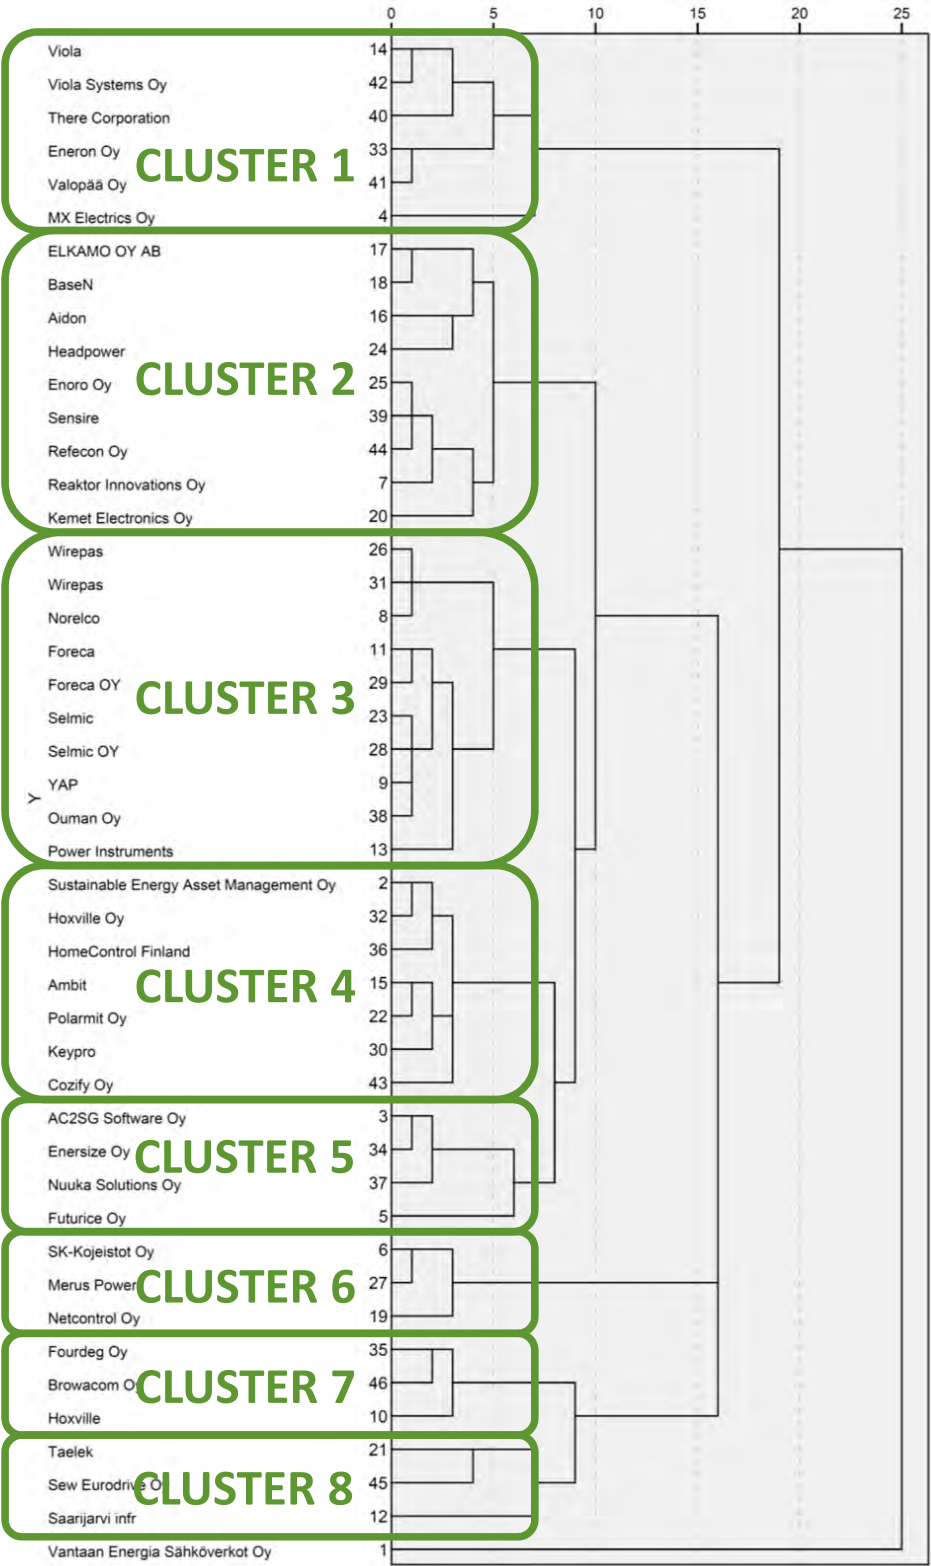 0 5 10 15 20 25
Viola 14
Viola Systems Oy 42
There Corporation 40
Eneron Oy 33
CLUSTER 1
Valopää Oy 41
MX Electrics Oy 4
ELKAMO OY AB 17
BaseN 18
Aidon 16
Headpower 24
Enoro Oy 25
CLUSTER 2
Sensire 39
Refecon Oy 44
Reaktor Innovations Oy 7
Kemet Electronics Oy 20
Wirepas 26
Wirepas 31
Norelco 8
Foreca 11
Foreca OY 29
CLUSTER 3
Selmic 23
Selmic OY 28
YAP 9
Y
Ouman Oy 38
Power Instruments 13
Sustainable Energy Asset Management Oy 2
Hoxville Oy 32
HomeControl Finland 36
Ambit 15
CLUSTER 4
Polarmit Oy 22
Keypro 30
Cozify Oy 43
AC2SG Software Oy 3
Enersize Oy 34
CLUSTER 5
Nuuka Solutions Oy 37
Futurice Oy 5
SK-Kojeistot Oy 6
Merus Power 27
CLUSTER 6
Netcontrol Oy 19
Fourdeg Oy 35
Browacom Oy 46
CLUSTER 7
Hoxville 10
Taelek 21
Sew Eurodrive O 45
CLUSTER 8
Saarijarvi infr 12
Vantaan Energia Sähköverkot Oy 1